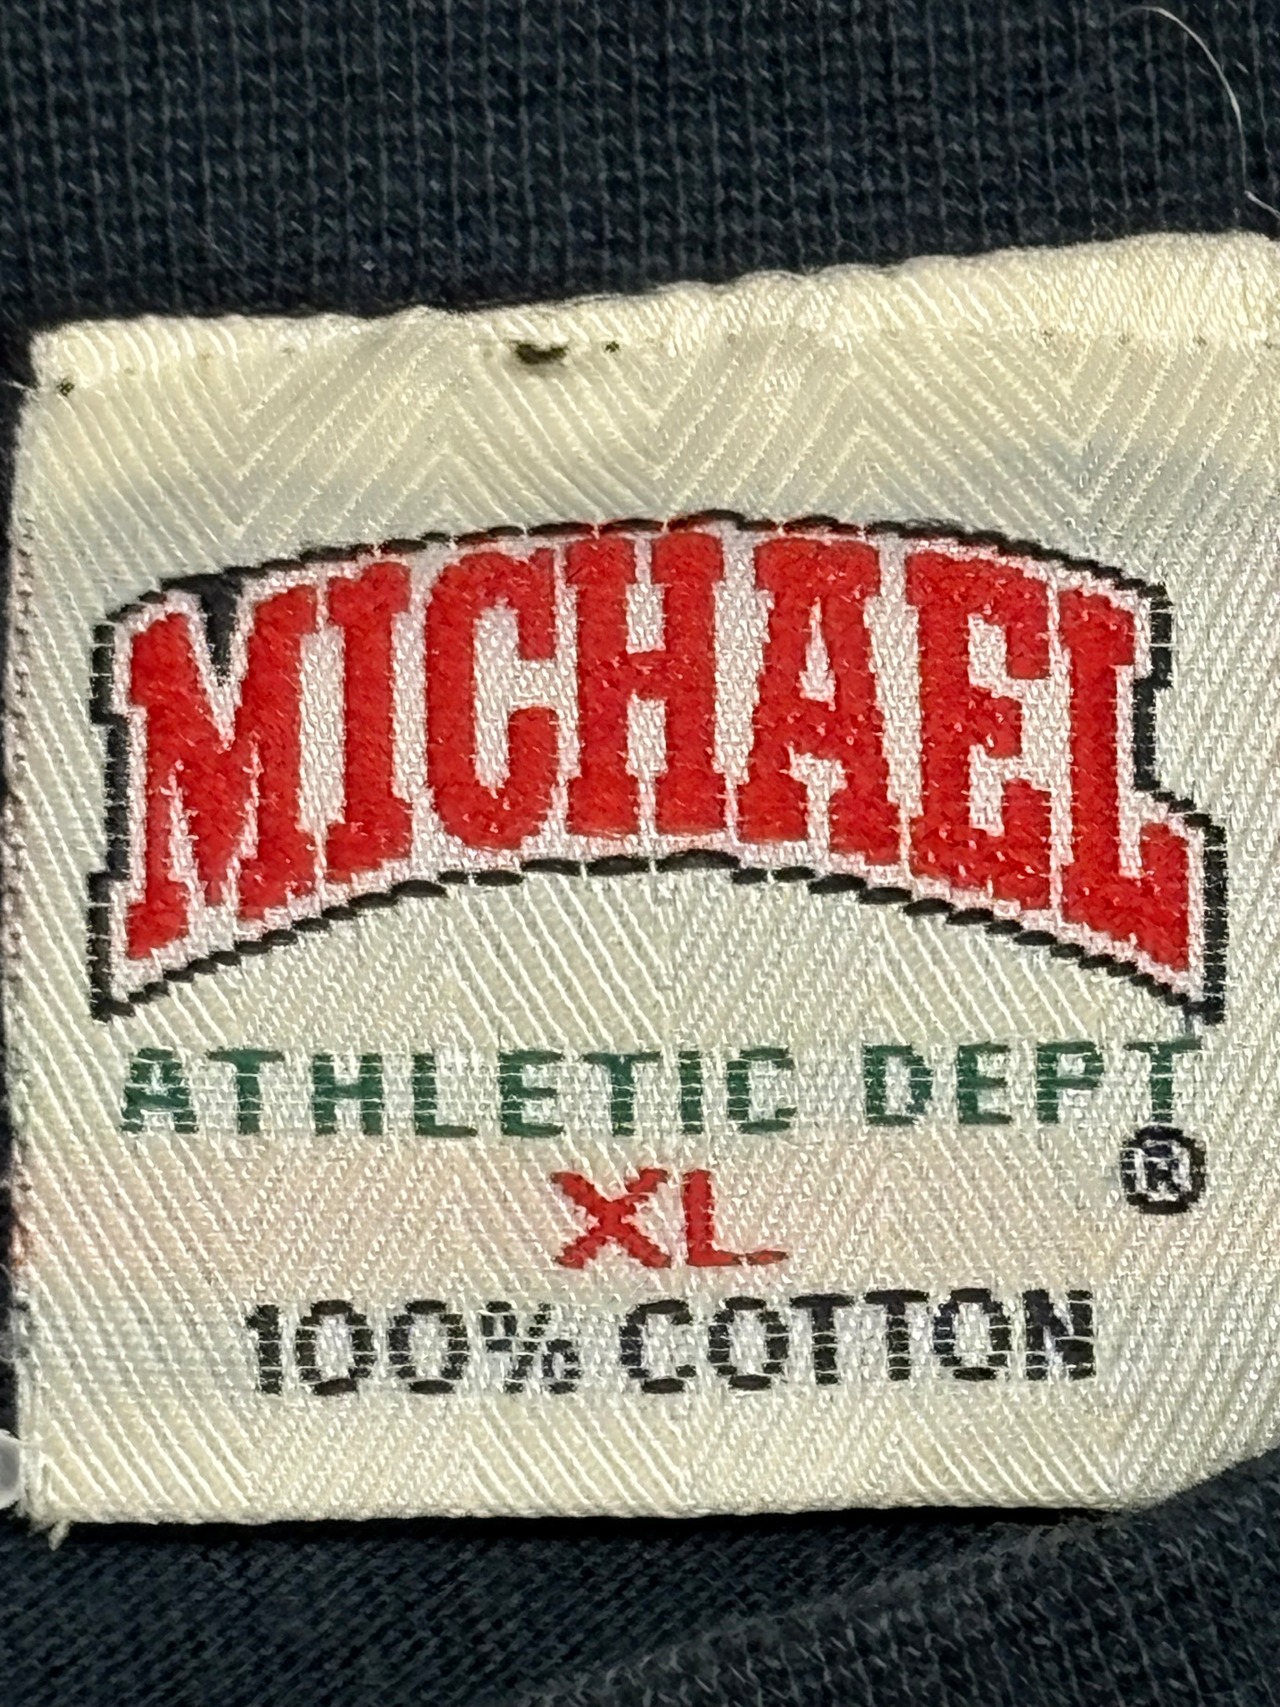 MICHAEL
ATHLETIC DEPT
®
XL
100% COTTON